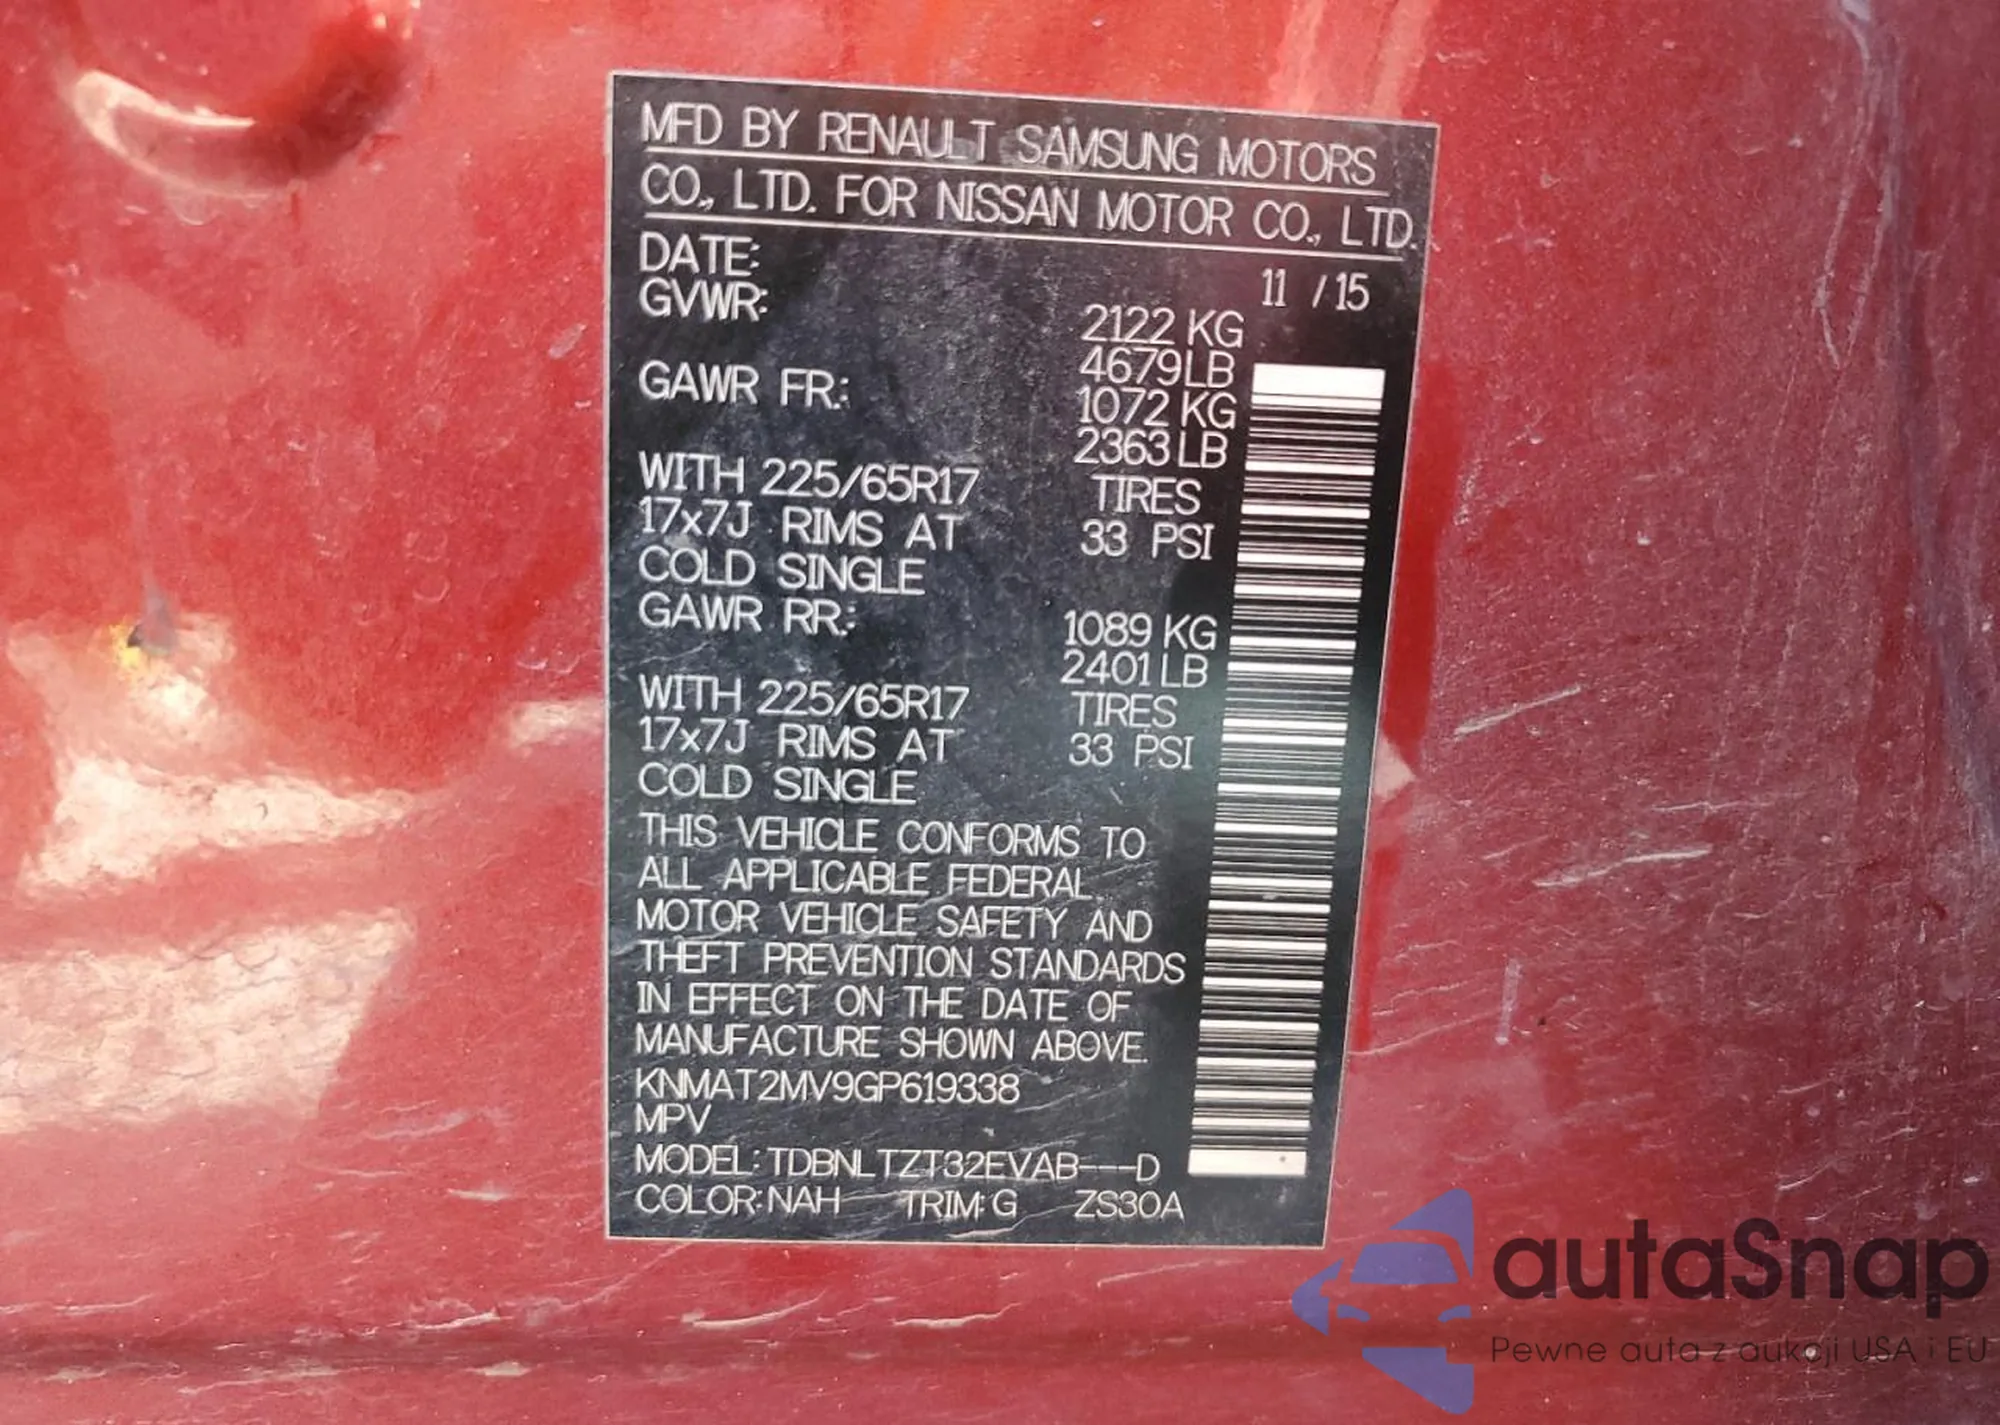 MFD BY RENAULT SAMSUNG MOTORS
CO., LTD. FOR NISSAN MOTOR CO., LTD.
DATE: 11 / 15
GVWR: 2122 KG
4679 LB
GAWR FR.: 1072 KG
2363 LB
WITH 225/65R17 TIRES
17x7J RIMS AT 33 PSI
COLD SINGLE
GAWR RR.: 1089 KG
2401 LB
WITH 225/65R17 TIRES
17x7J RIMS AT 33 PSI
COLD SINGLE
THIS VEHICLE CONFORMS TO
ALL APPLICABLE FEDERAL
MOTOR VEHICLE SAFETY AND
THEFT PREVENTION STANDARDS
IN EFFECT ON THE DATE OF
MANUFACTURE SHOWN ABOVE.
KNMAT2MV9GP619338
MPV
MODEL: TDBNLTZT32EVAB---D
COLOR: NAH TRIM: G ZS30A
autaSnap
Pewne auta z aukcji USA i EU